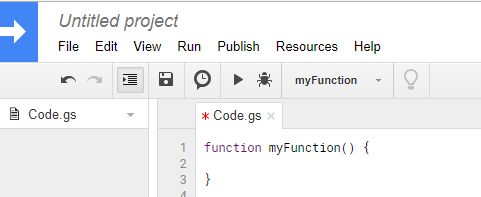 Untitled project
File Edit View Run Publish Resources Help
myFunction
Code.gs
* Code.gs ×
1 function myFunction() {
2
3 }
4